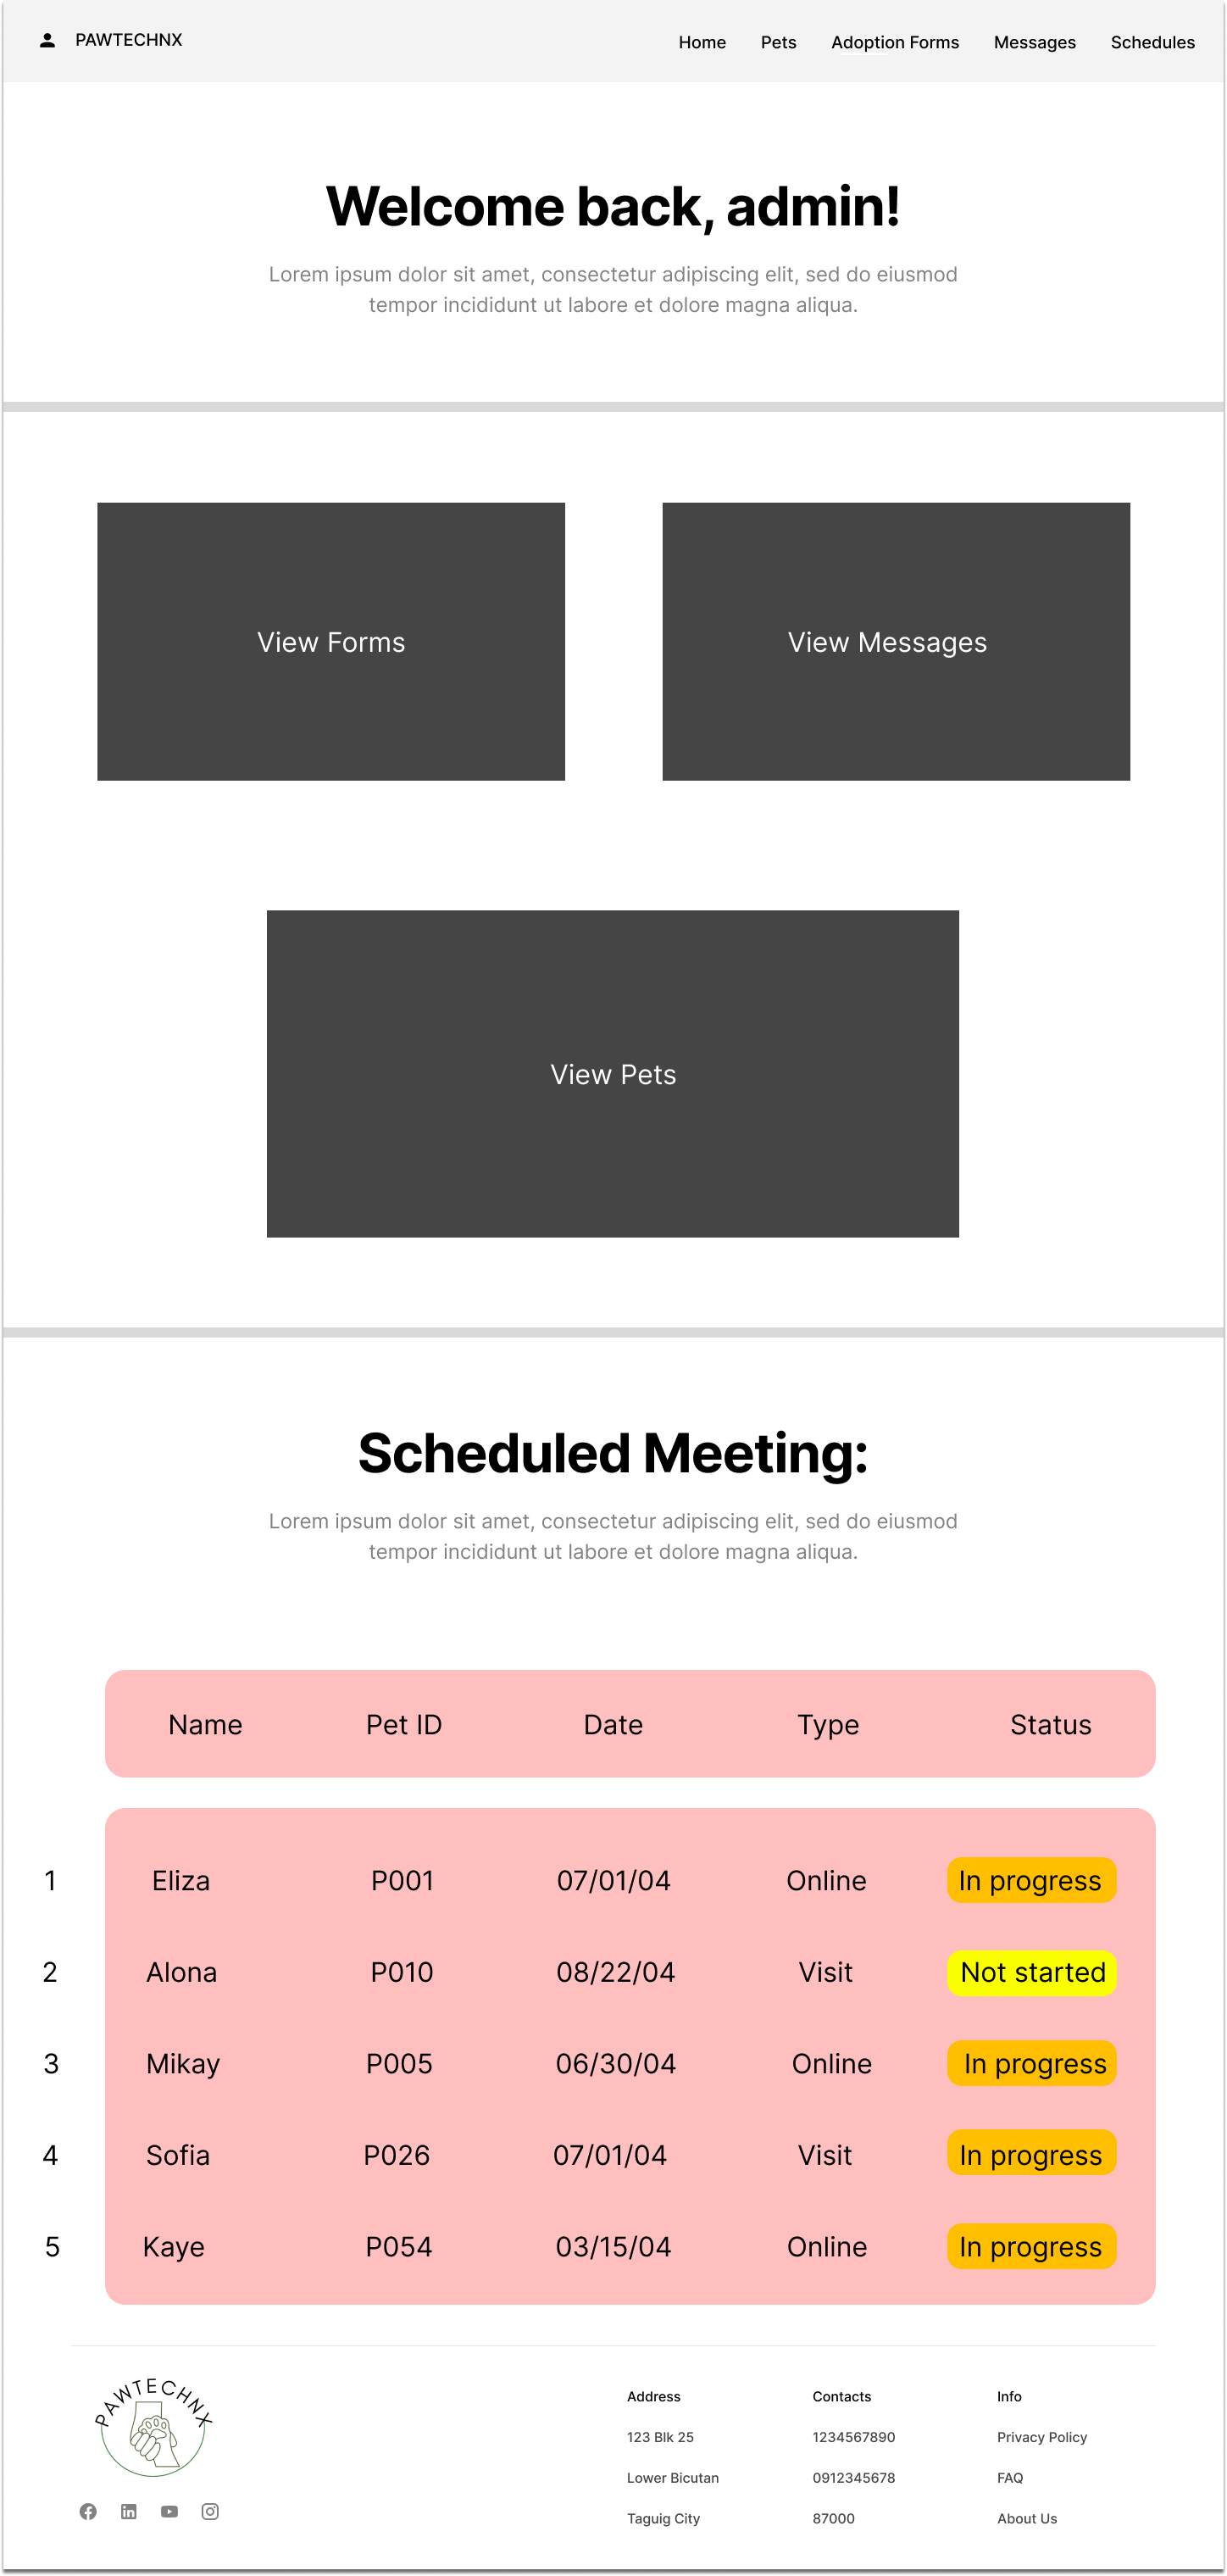 PAWTECHNX
Home Pets Adoption Forms Messages Schedules
Welcome back, admin!
Lorem ipsum dolor sit amet, consectetur adipiscing elit, sed do eiusmod
tempor incididunt ut labore et dolore magna aliqua.
View Forms
View Messages
View Pets
Scheduled Meeting:
Lorem ipsum dolor sit amet, consectetur adipiscing elit, sed do eiusmod
tempor incididunt ut labore et dolore magna aliqua.
Name Pet ID Date Type Status
1 Eliza P001 07/01/04 Online In progress
2 Alona P010 08/22/04 Visit Not started
3 Mikay P005 06/30/04 Online In progress
4 Sofia P026 07/01/04 Visit In progress
5 Kaye P054 03/15/04 Online In progress
PAWTECHNX
Address Contacts Info
123 Blk 25 1234567890 Privacy Policy
Lower Bicutan 0912345678 FAQ
Taguig City 87000 About Us